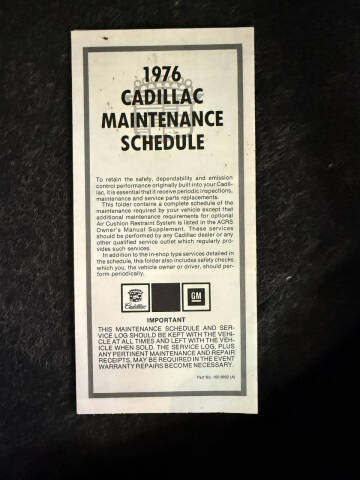 1976
CADILLAC
MAINTENANCE
SCHEDULE
To retain the safety, dependability and emission
control performance originally built into your Cadil-
lac, it is essential that it receive periodic inspections,
maintenance and service parts replacements.
This folder contains a complete schedule of the
maintenance required by your vehicle except that
additional maintenance requirements for optional
Air Cushion Restraint System is listed in the ACRS
Owner's Manual Supplement. These services
should be performed by any Cadillac dealer or any
other qualified service outlet which regularly pro-
vides such services.
In addition to the in-shop type services detailed in
the schedule, this folder also includes safety checks
which you, the vehicle owner or driver, should per-
form periodically.
Cadillac
GM
IMPORTANT
THIS MAINTENANCE SCHEDULE AND SER-
VICE LOG SHOULD BE KEPT WITH THE VEHI-
CLE AT ALL TIMES AND LEFT WITH THE VEH-
ICLE WHEN SOLD. THE SERVICE LOG, PLUS
ANY PERTINENT MAINTENANCE AND REPAIR
RECEIPTS, MAY BE REQUIRED IN THE EVENT
WARRANTY REPAIRS BECOME NECESSARY.
Part No.